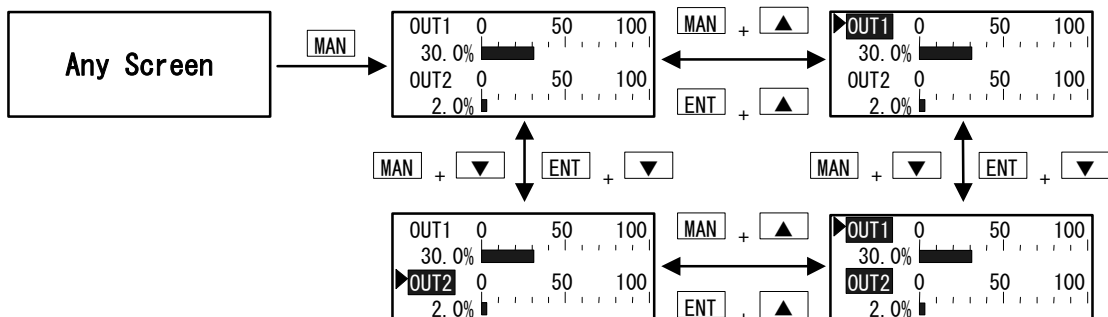 Any Screen
MAN
OUT1 0 50 100
30.0%
OUT2 0 50 100
2.0%
MAN + ▲
ENT + ▲
OUT1 0 50 100
30.0%
OUT2 0 50 100
2.0%
MAN + ▼ ENT + ▼
MAN + ▼ ENT + ▼
OUT1 0 50 100
30.0%
OUT2 0 50 100
2.0%
MAN + ▲
ENT + ▲
OUT1 0 50 100
30.0%
OUT2 0 50 100
2.0%